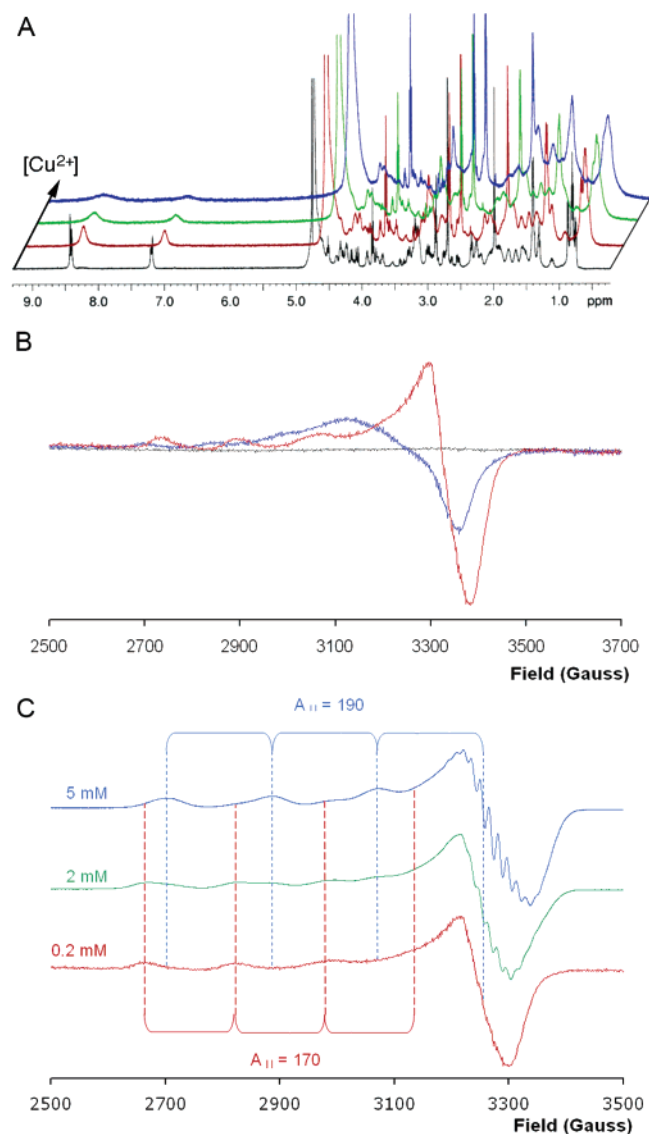 A
[Cu2+]
9.0 8.0 7.0 6.0 5.0 4.0 3.0 2.0 1.0 ppm
B
2500 2700 2900 3100 3300 3500 3700
Field (Gauss)
C
A II = 190
5 mM
2 mM
0.2 mM
A II = 170
2500 2700 2900 3100 3300 3500
Field (Gauss)